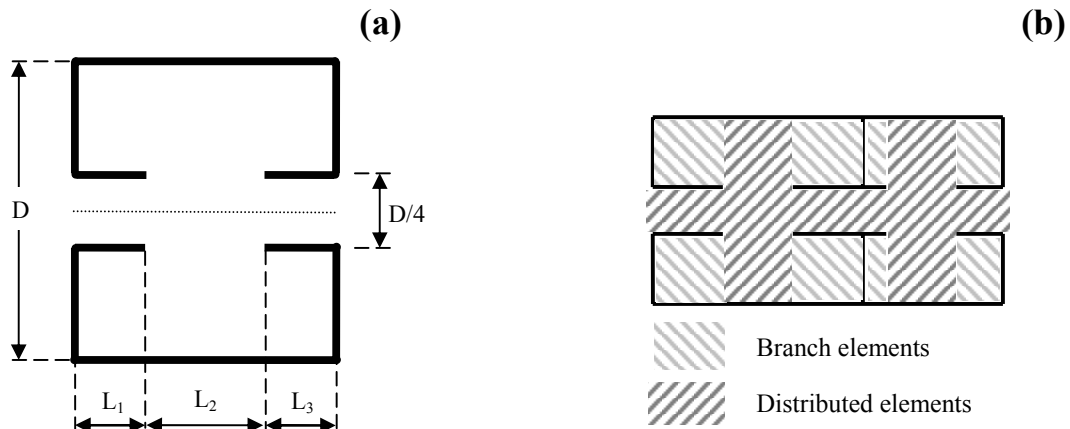 (a)
D
D/4
L₁
L₂
L₃
(b)
Branch elements
Distributed elements